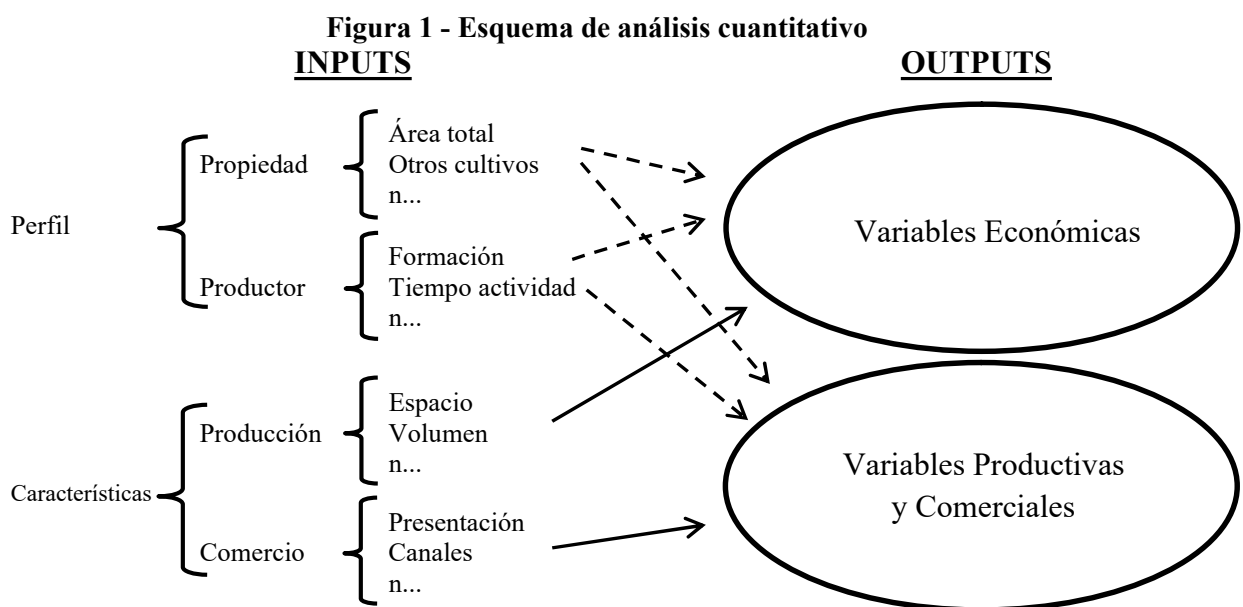 Figura 1 - Esquema de análisis cuantitativo
INPUTS
OUTPUTS
Perfil
Propiedad
Área total
Otros cultivos
n...
Productor
Formación
Tiempo actividad
n...
Característícas
Producción
Espacio
Volumen
n...
Comercio
Presentación
Canales
n...
Variables Económicas
Variables Productivas
y Comerciales